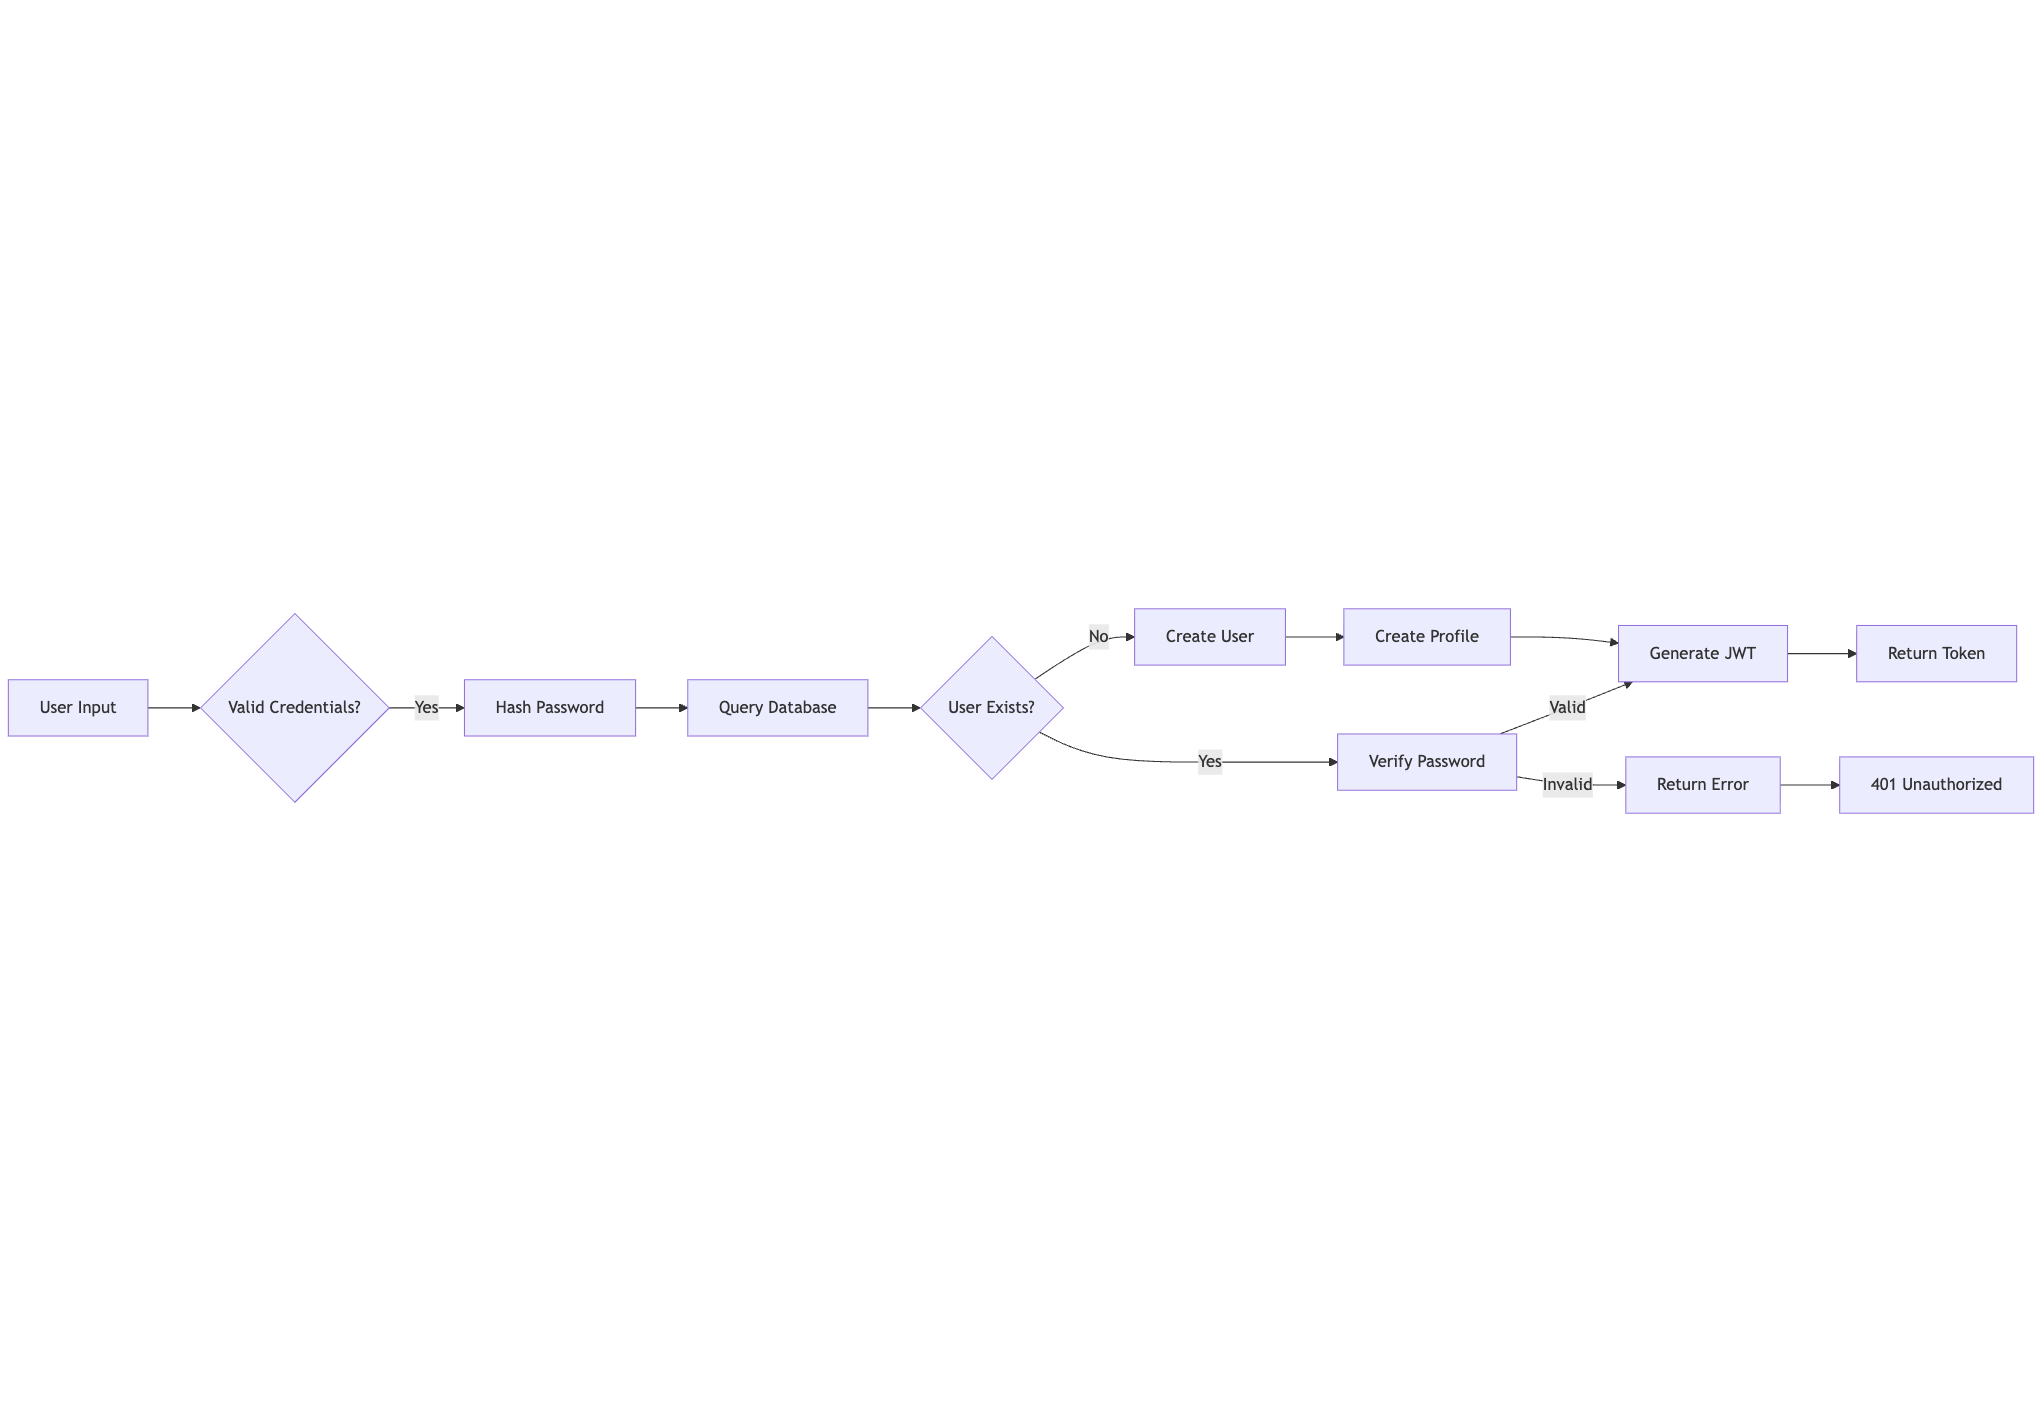 User Input
Valid Credentials?
Yes
Hash Password
Query Database
User Exists?
No
Create User
Create Profile
Generate JWT
Return Token
Yes
Verify Password
Valid
Invalid
Return Error
401 Unauthorized